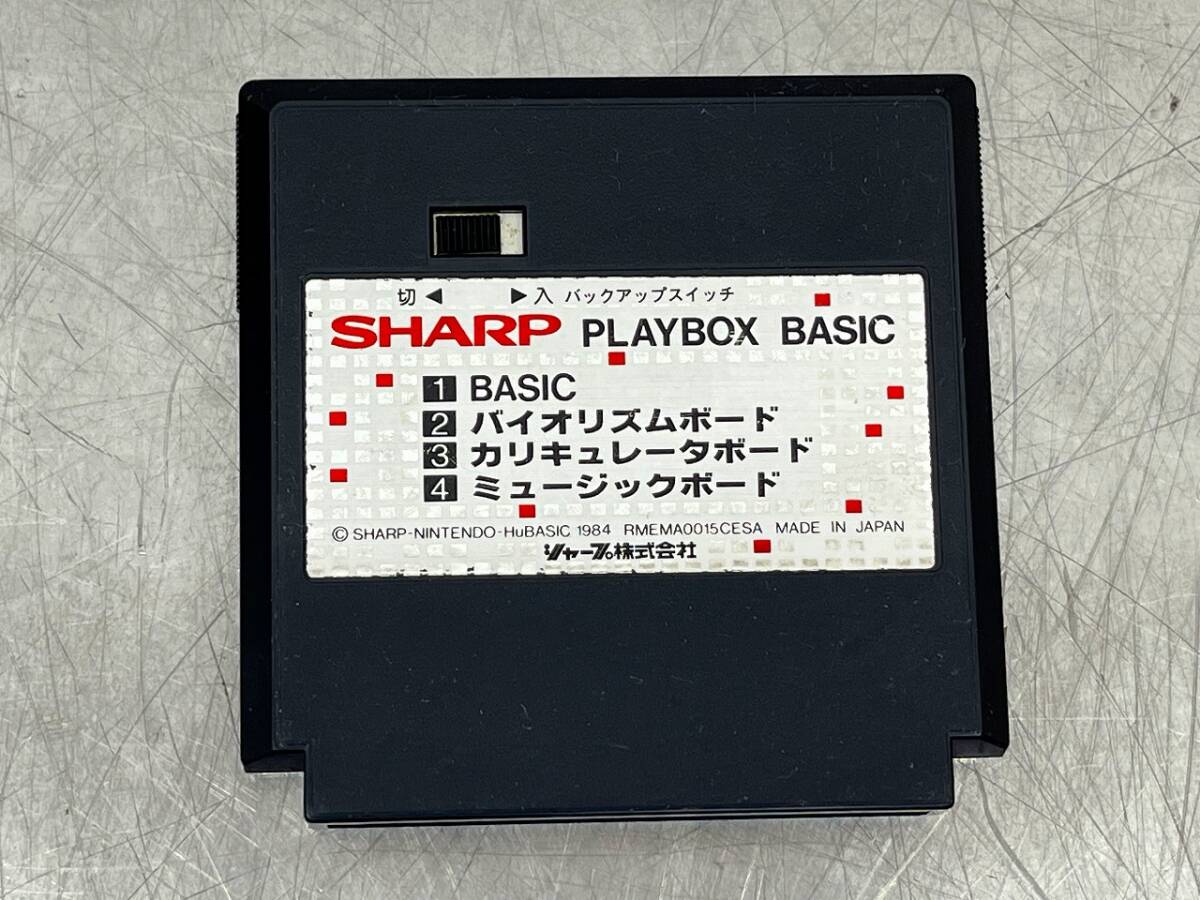 切 ◀ ▶ 入 バックアップスイッチ
SHARP PLAYBOX BASIC
1 BASIC
2 バイオリズムボード
3 カリキュレータボード
4 ミュージックボード
© SHARP-NINTENDO-HuBASIC 1984 RMEMA0015CESA MADE IN JAPAN
シャープ株式会社